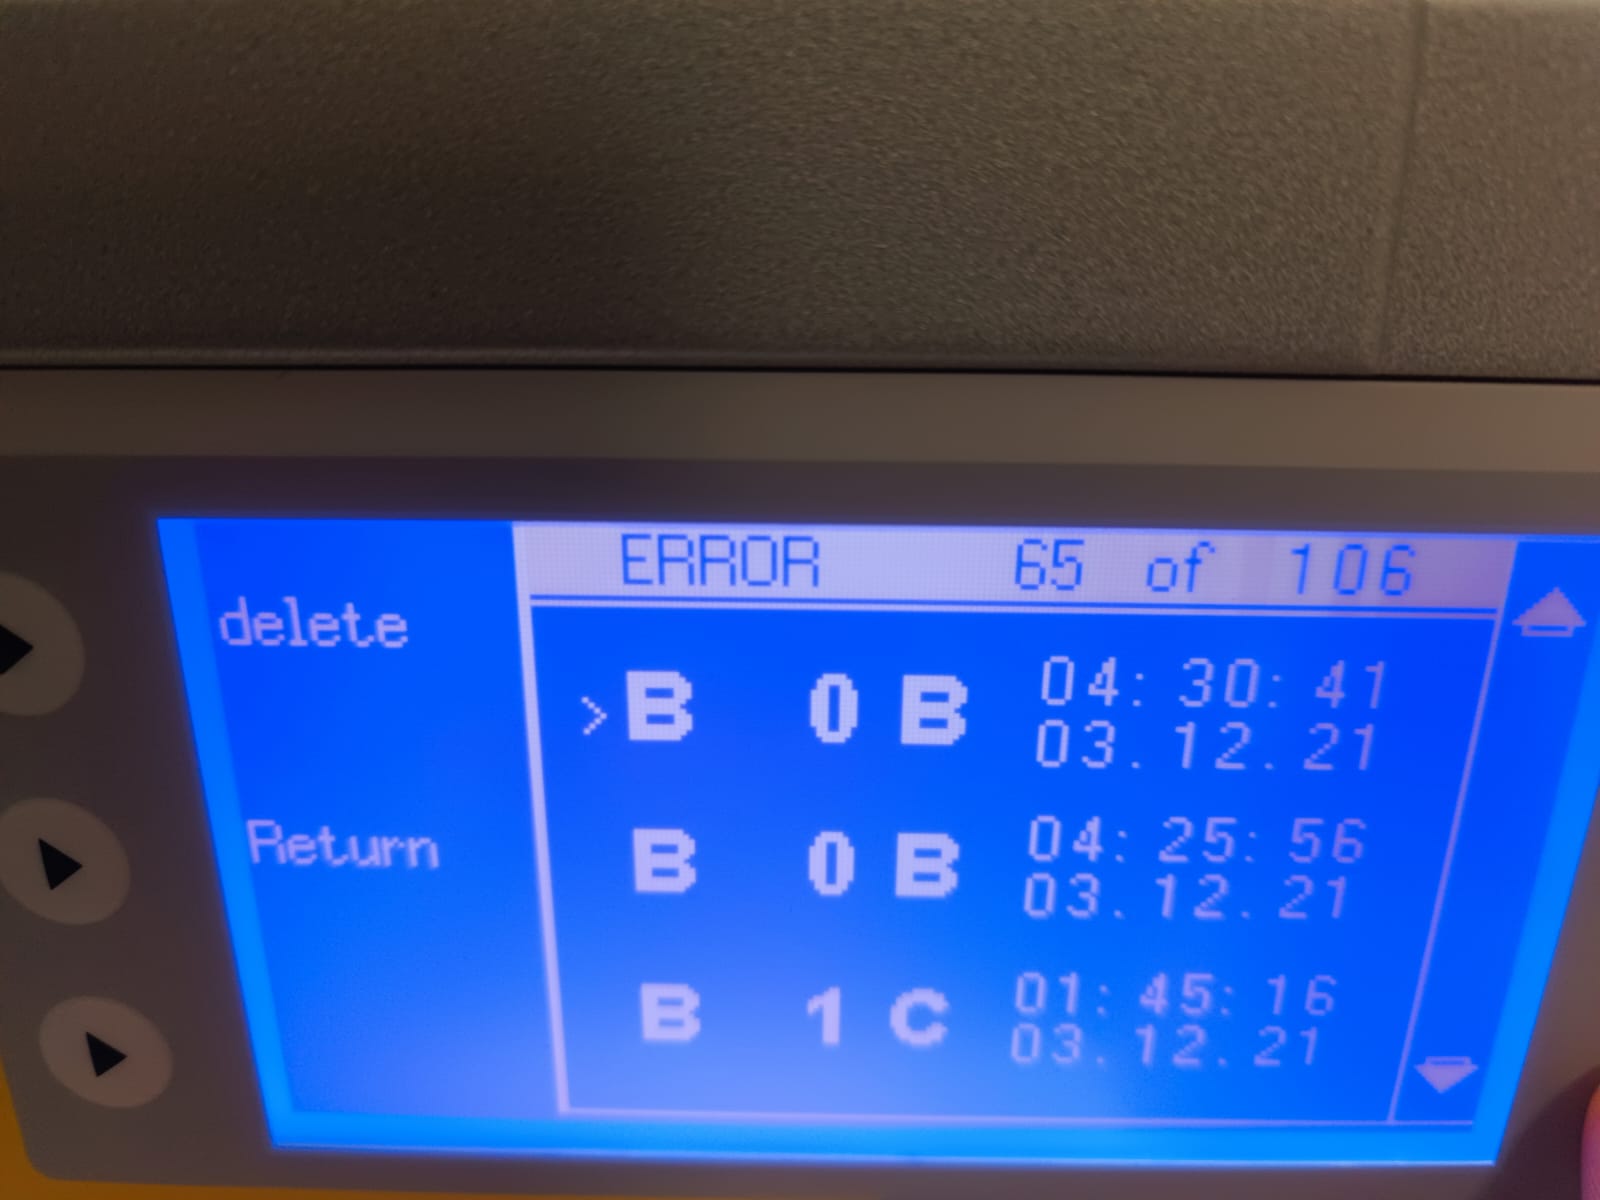 ERROR 65 of 106
delete
>B 0 B 04:30:41
03.12.21
Return
B 0 B 04:25:56
03.12.21
B 1 C 01:45:16
03.12.21